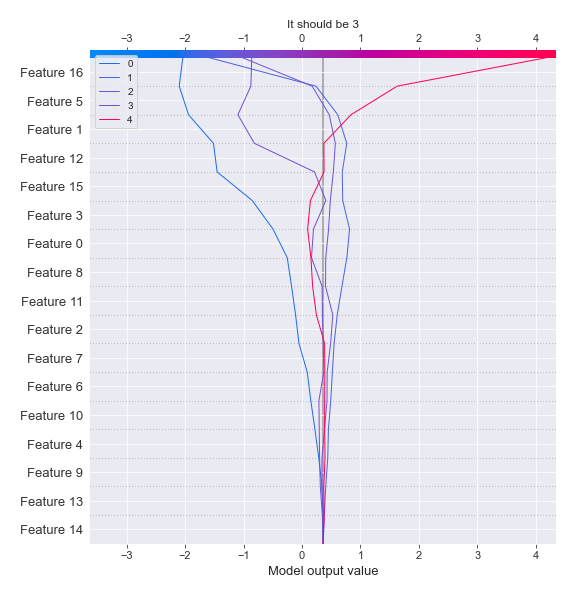 It should be 3
−3 −2 −1 0 1 2 3 4
0
1
2
3
4
Feature 16
Feature 5
Feature 1
Feature 12
Feature 15
Feature 3
Feature 0
Feature 8
Feature 11
Feature 2
Feature 7
Feature 6
Feature 10
Feature 4
Feature 9
Feature 13
Feature 14
−3 −2 −1 0 1 2 3 4
Model output value